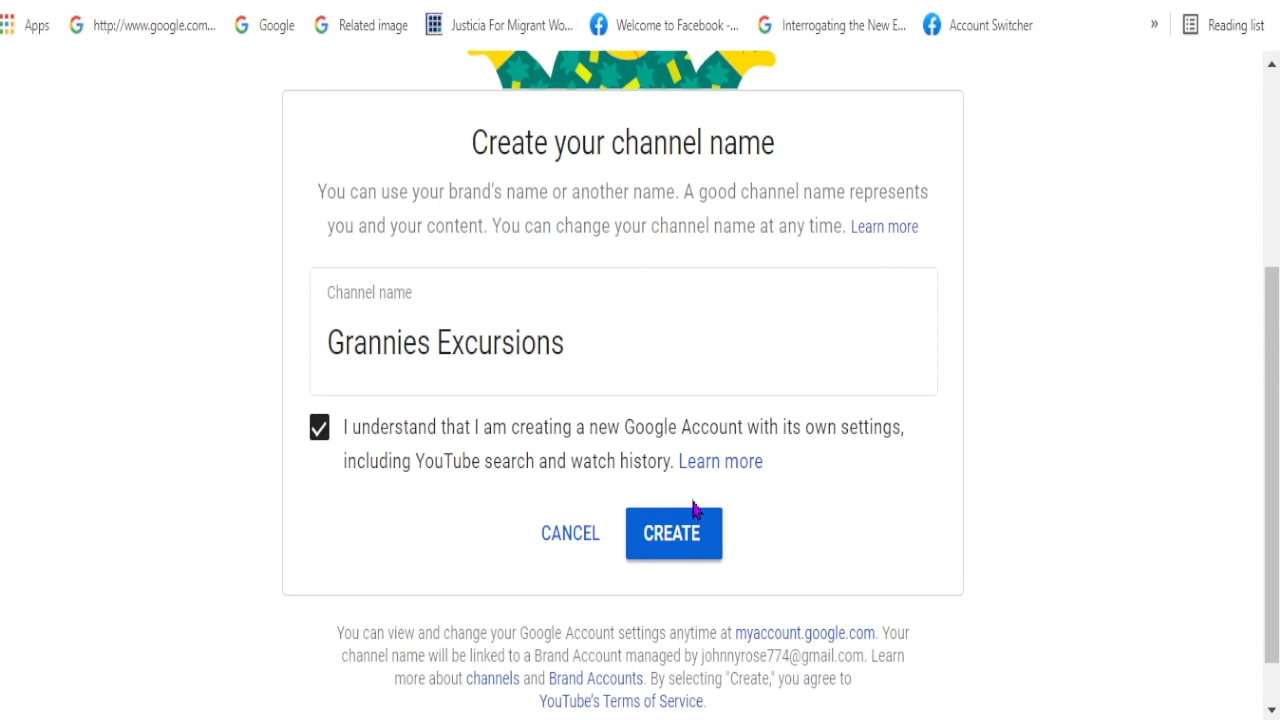 Apps http://www.google.com... Google Related image Justicia For Migrant Wo... Welcome to Facebook -... Interrogating the New E... Account Switcher » Reading list
Create your channel name
You can use your brand's name or another name. A good channel name represents
you and your content. You can change your channel name at any time. Learn more
Channel name
Grannies Excursions
I understand that I am creating a new Google Account with its own settings,
including YouTube search and watch history. Learn more
CANCEL CREATE
You can view and change your Google Account settings anytime at myaccount.google.com. Your
channel name will be linked to a Brand Account managed by johnnyrose774@gmail.com. Learn
more about channels and Brand Accounts. By selecting "Create," you agree to
YouTube's Terms of Service.